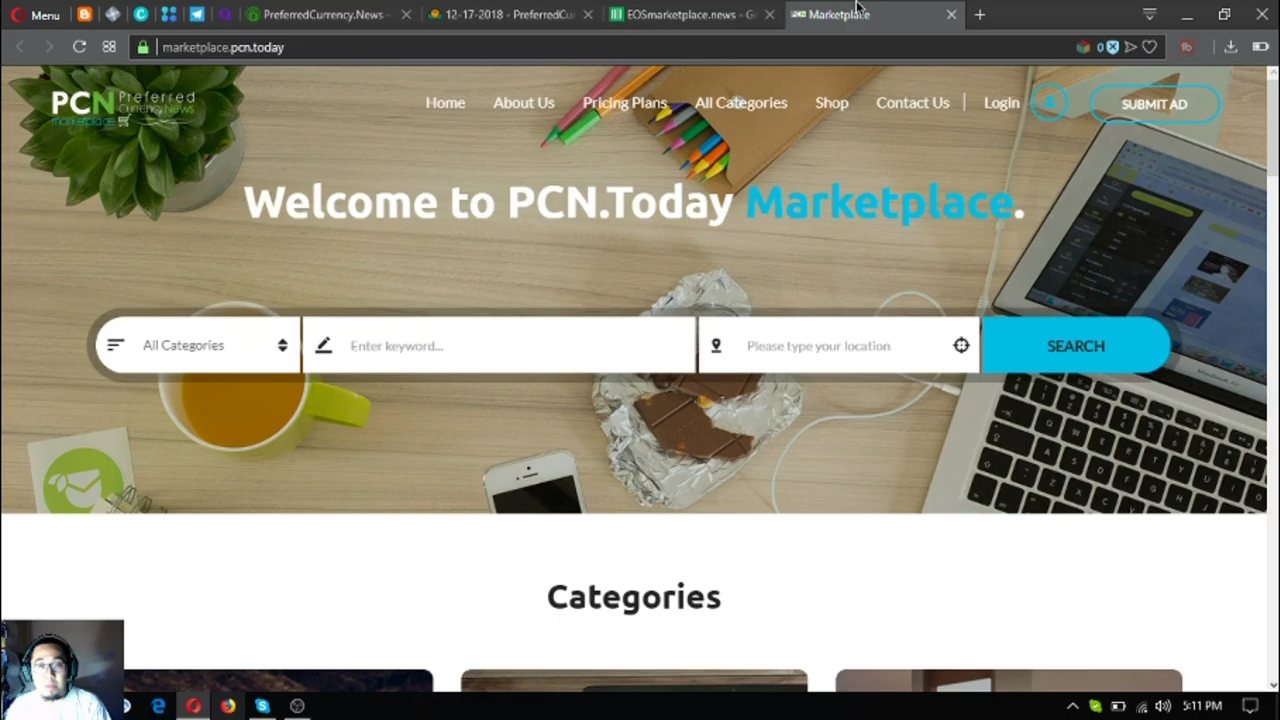 Menu
PreferredCurrency.News -
12-17-2018 - PreferredCu
EOSmarketplace.news - G
Marketplace
marketplace.pcn.today
0
PCN Preferred
Currency News
marketplace
Home
About Us
Pricing Plans
All Categories
Shop
Contact Us
Login
SUBMIT AD
Welcome to PCN.Today Marketplace.
All Categories
Enter keyword...
Please type your location
SEARCH
Categories
5:11 PM